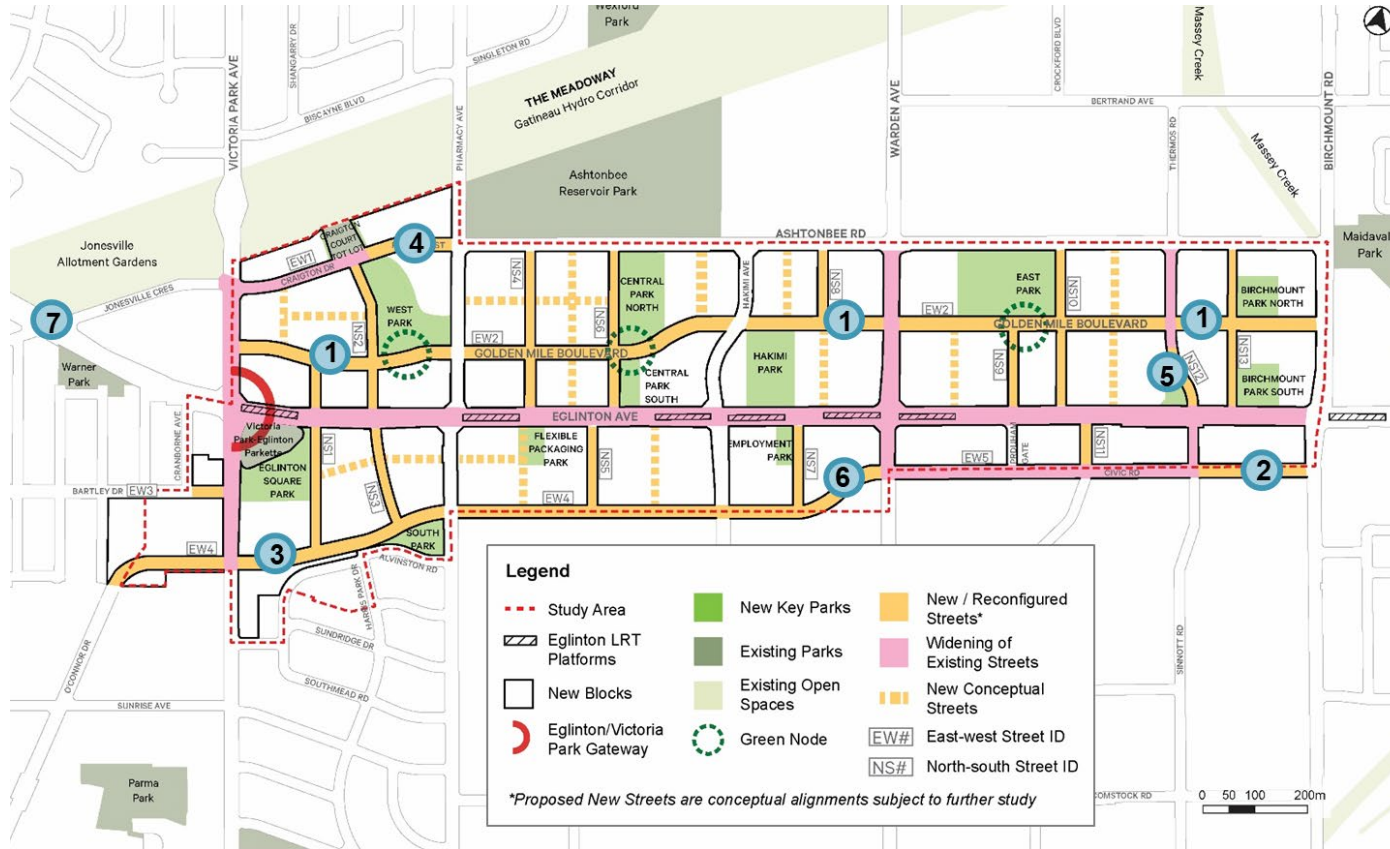 Wexford
Park
SINGLETON RD
SHANGARRY DR
BISCAYNE BLVD
VICTORIA PARK AVE
PHARMACY AVE
THE MEADOWAY
Gatineau Hydro Corridor
WARDEN AVE
CROCKFORD BLVD
BERTRAND AVE
Massey
Creek
THERMOS RD
Massey Creek
BIRCHMOUNT RD
Ashtonbee
Reservoir Park
ASHTONBEE RD
Maidavale
Park
Jonesville
Allotment Gardens
JONESVILLE CRES
CRAIGTON
COURT
TOT LOT
EW1
CRAIGTON DR
4
ST
7
Warner
Park
CRANBORNE AVE
WEST
PARK
NS2
1
NS4
EW2
NS6
CENTRAL
PARK
NORTH
GOLDEN MILE BOULEVARD
CENTRAL
PARK
SOUTH
HAKIMI AVE
HAKIMI
PARK
NS8
1
EW2
EAST
PARK
NS9
NS10
GOLDEN MILE BOULEVARD
1
5
NS12
NS13
BIRCHMOUNT
PARK NORTH
BIRCHMOUNT
PARK SOUTH
EGLINTON AVE
Victoria
Park-Eglinton
Parkette
EGLINTON
SQUARE
PARK
NS1
NS3
FLEXIBLE
PACKAGING
PARK
NS5
EW4
EMPLOYMENT
PARK
NS7
6
EW5
PRUDHAM
GATE
NS11
CIVIC RD
2
BARTLEY DR
EW3
EW4
3
SOUTH
PARK
ALVINSTON RD
HARRIS PARK DR
SUNDRIDGE DR
SOUTHMEAD RD
O'CONNOR DR
SUNRISE AVE
Parma
Park
SINNOTT RD
COMSTOCK RD
0 50 100 200m
Legend
Study Area
Eglinton LRT
Platforms
New Blocks
Eglinton/Victoria
Park Gateway
New Key Parks
Existing Parks
Existing Open
Spaces
Green Node
New / Reconfigured
Streets*
Widening of
Existing Streets
New Conceptual
Streets
EW# East-west Street ID
NS# North-south Street ID
*Proposed New Streets are conceptual alignments subject to further study